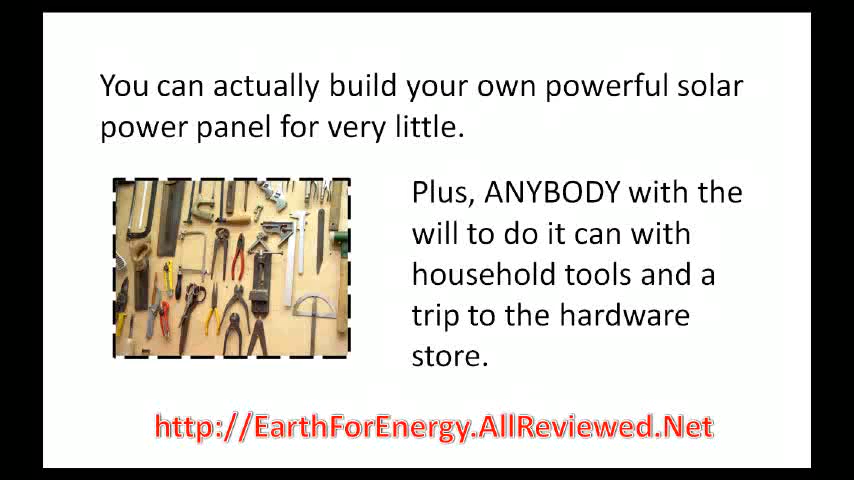 You can actually build your own powerful solar
power panel for very little.
Plus, ANYBODY with the
will to do it can with
household tools and a
trip to the hardware
store.
http://EarthForEnergy.AllReviewed.Net